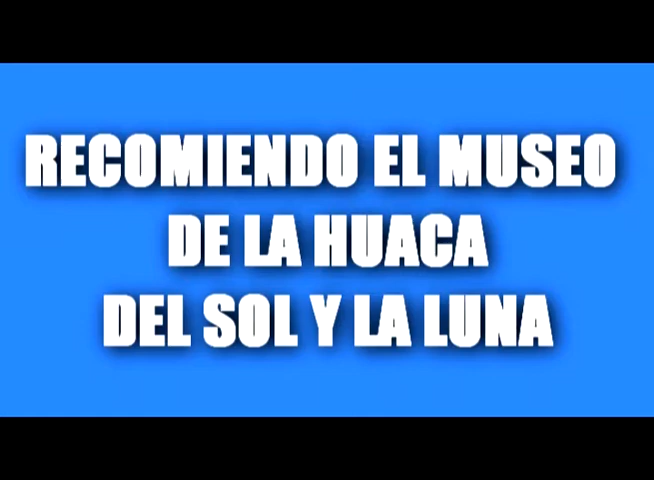 RECOMIENDO EL MUSEO
DE LA HUACA
DEL SOL Y LA LUNA